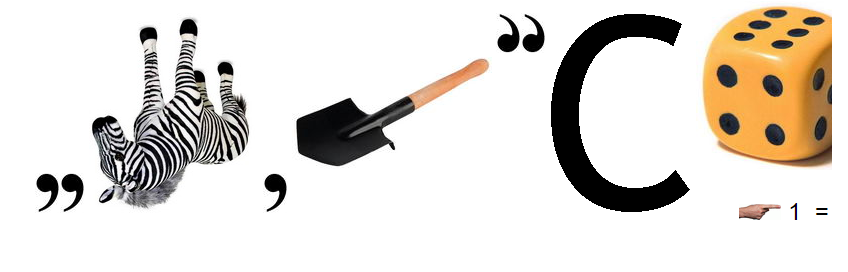 ,, , ’’ C
1 =